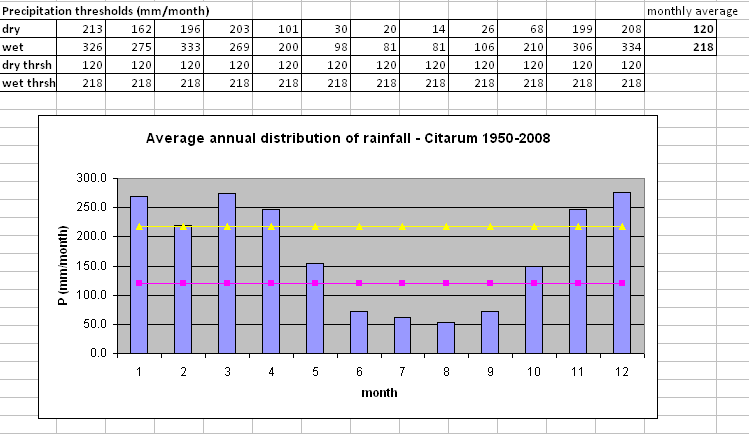 Precipitation thresholds (mm/month) monthly average
dry 213 162 196 203 101 30 20 14 26 68 199 208 120
wet 326 275 333 269 200 98 81 81 106 210 306 334 218
dry thrsh 120 120 120 120 120 120 120 120 120 120 120 120
wet thrsh 218 218 218 218 218 218 218 218 218 218 218 218
Average annual distribution of rainfall - Citarum 1950-2008
300.0
250.0
200.0
150.0
100.0
50.0
0.0
P (mm/month)
1 2 3 4 5 6 7 8 9 10 11 12
month